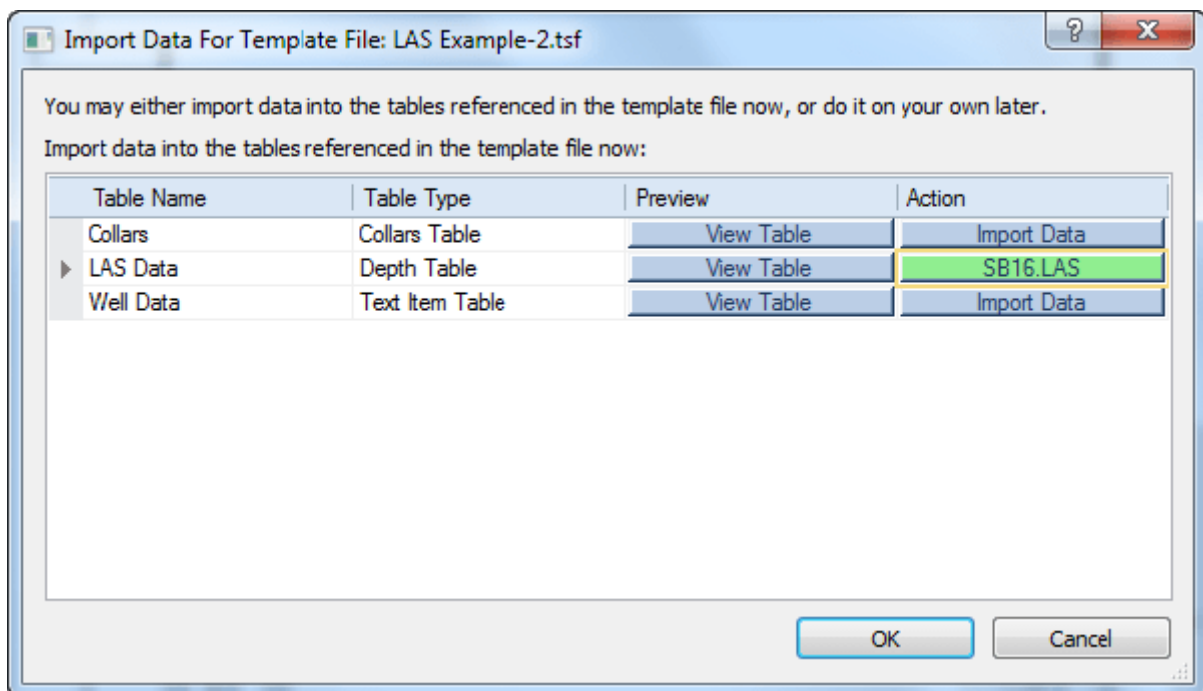 Import Data For Template File: LAS Example-2.tsf
You may either import data into the tables referenced in the template file now, or do it on your own later.
Import data into the tables referenced in the template file now:
Table Name Table Type Preview Action
Collars Collars Table View Table Import Data
LAS Data Depth Table View Table SB16.LAS
Well Data Text Item Table View Table Import Data
OK Cancel